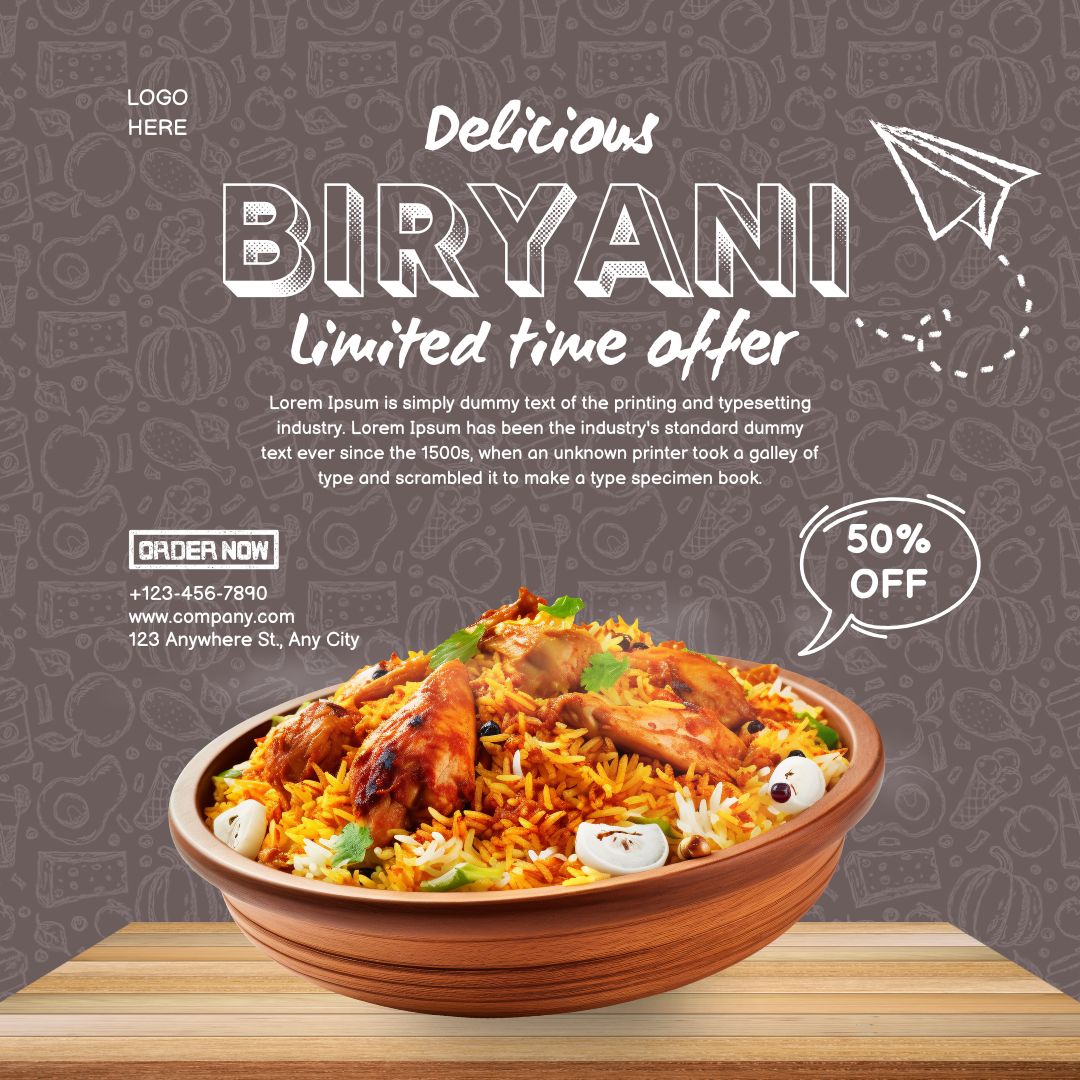 LOGO
HERE
Delicious
BIRYANI
Limited time offer
Lorem Ipsum is simply dummy text of the printing and typesetting
industry. Lorem Ipsum has been the industry's standard dummy
text ever since the 1500s, when an unknown printer took a galley of
type and scrambled it to make a type specimen book.
ORDER NOW
+123-456-7890
www.company.com
123 Anywhere St., Any City
50%
OFF